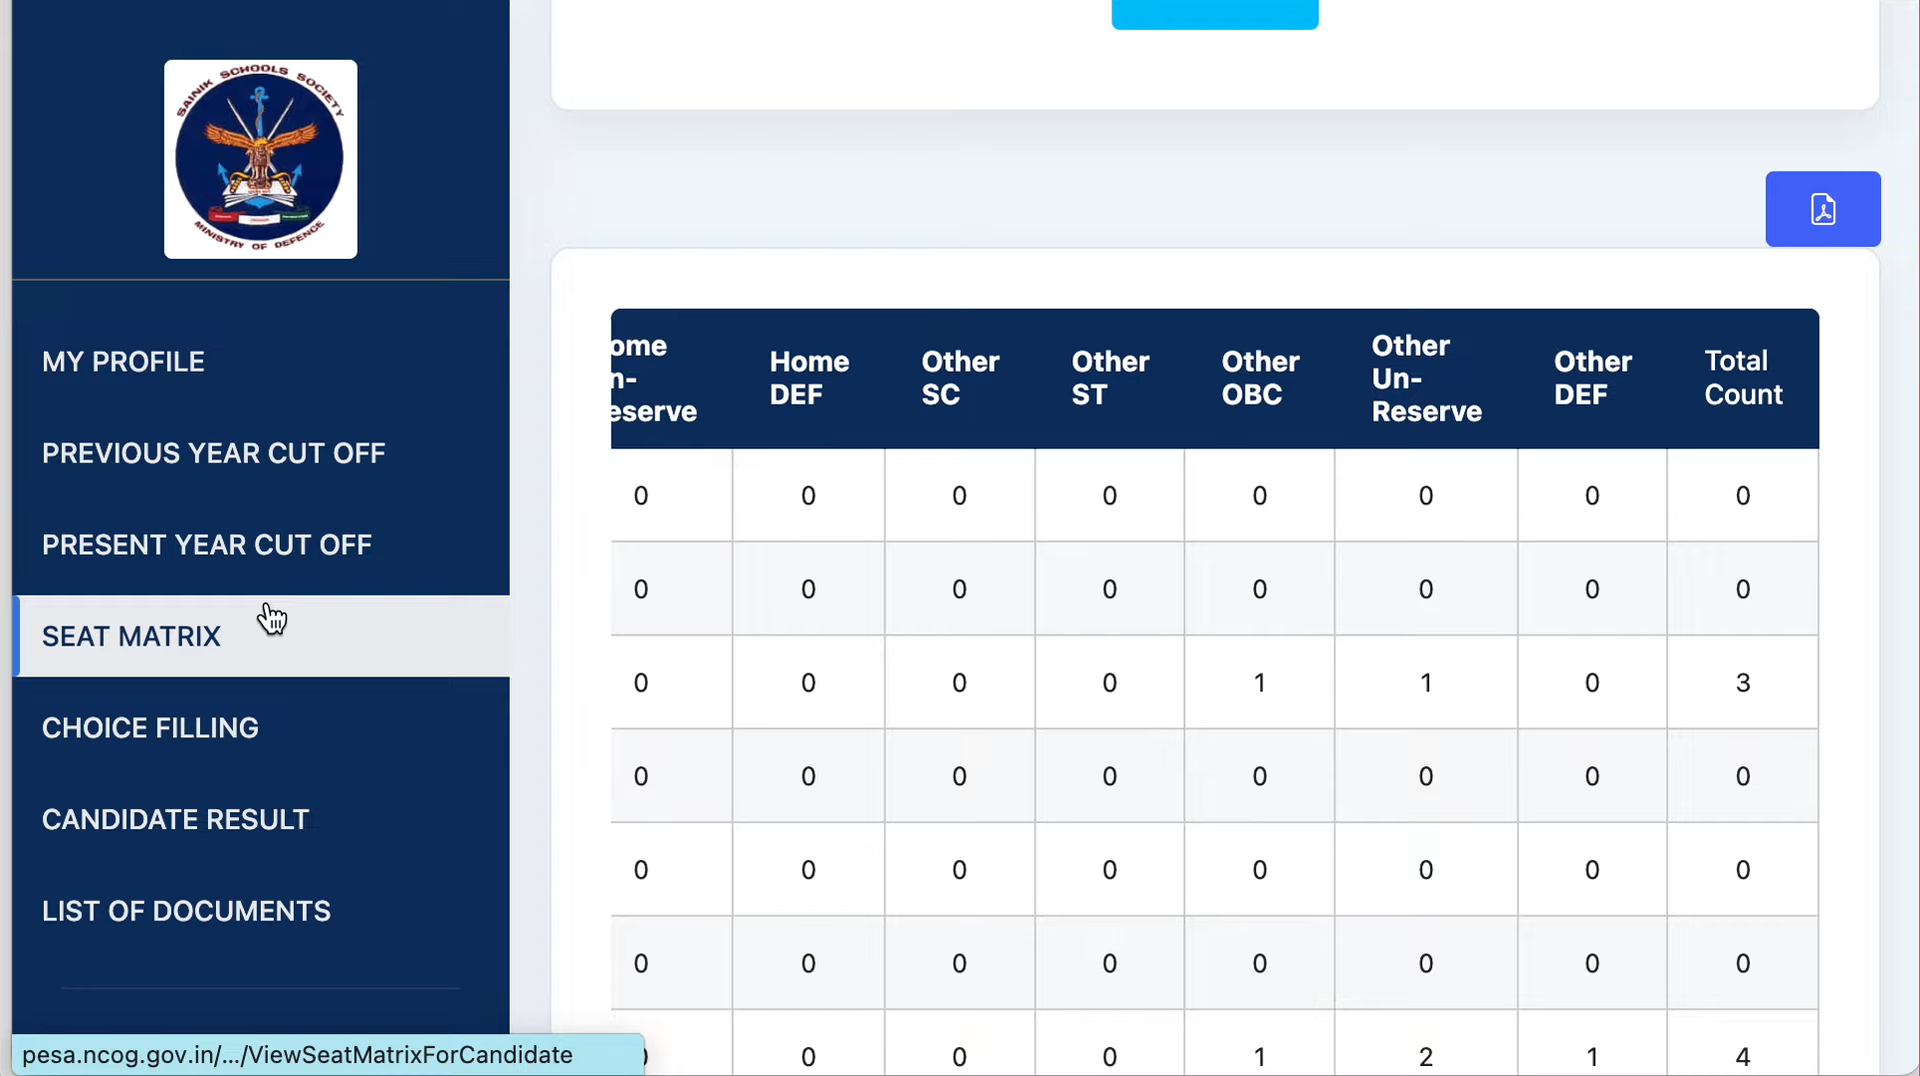 SAINIK SCHOOLS SOCIETY
MINISTRY OF DEFENCE
MY PROFILE
PREVIOUS YEAR CUT OFF
PRESENT YEAR CUT OFF
SEAT MATRIX
CHOICE FILLING
CANDIDATE RESULT
LIST OF DOCUMENTS
pesa.ncog.gov.in/.../ViewSeatMatrixForCandidate
ome
n-
eserve
Home
DEF
Other
SC
Other
ST
Other
OBC
Other
Un-
Reserve
Other
DEF
Total
Count
0 0 0 0 0 0 0 0
0 0 0 0 0 0 0 0
0 0 0 0 1 1 0 3
0 0 0 0 0 0 0 0
0 0 0 0 0 0 0 0
0 0 0 0 0 0 0 0
0 0 0 1 2 1 4